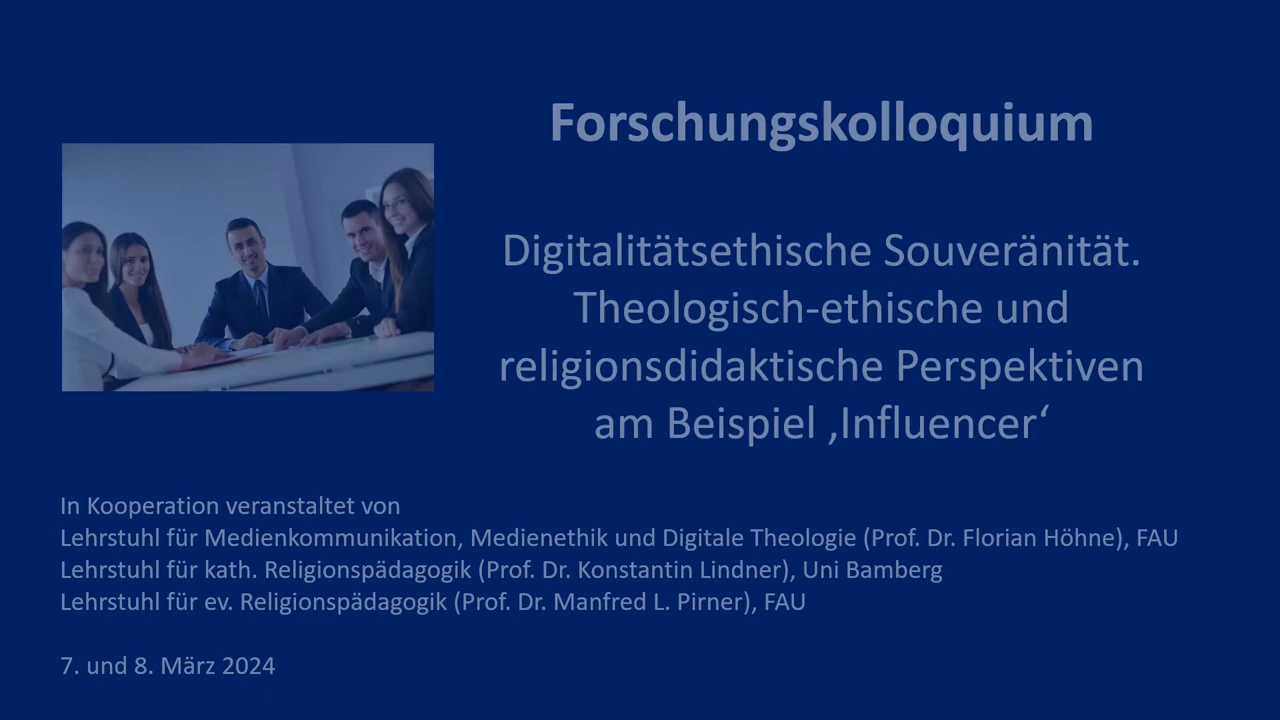 Forschungskolloquium
Digitalitätsethische Souveränität.
Theologisch-ethische und
religionsdidaktische Perspektiven
am Beispiel ‚Influencer‘
In Kooperation veranstaltet von
Lehrstuhl für Medienkommunikation, Medienethik und Digitale Theologie (Prof. Dr. Florian Höhne), FAU
Lehrstuhl für kath. Religionspädagogik (Prof. Dr. Konstantin Lindner), Uni Bamberg
Lehrstuhl für ev. Religionspädagogik (Prof. Dr. Manfred L. Pirner), FAU
7. und 8. März 2024